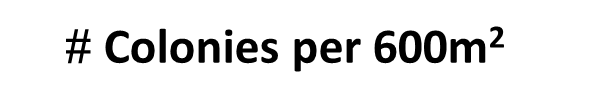 # Colonies per 600m²